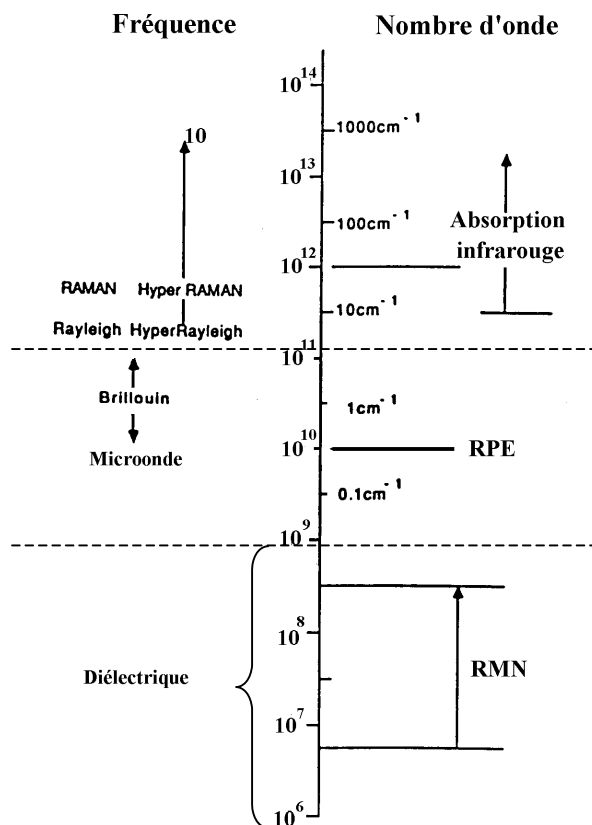 Fréquence
Nombre d'onde
10^14
1000cm^-1
10
10^13
100cm^-1
Absorption
infrarouge
10^12
RAMAN Hyper RAMAN
10cm^-1
Rayleigh HyperRayleigh
10^11
Brillouin
1cm^-1
Microonde
10^10
RPE
0.1cm^-1
10^9
10^8
Diélectrique
RMN
10^7
10^6